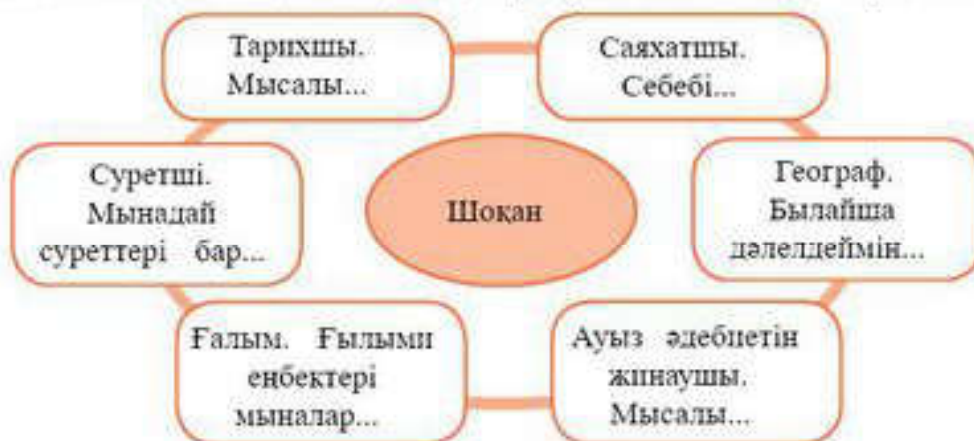 Тарихшы.
Мысалы...
Саяхатшы.
Себебі...
Суретші.
Мынадай
суреттері бар...
Шоқан
Географ.
Былайша
дәлелдеймін...
Ғалым. Ғылыми
еңбектері
мыналар...
Ауыз әдебиетін
жинаушы.
Мысалы...